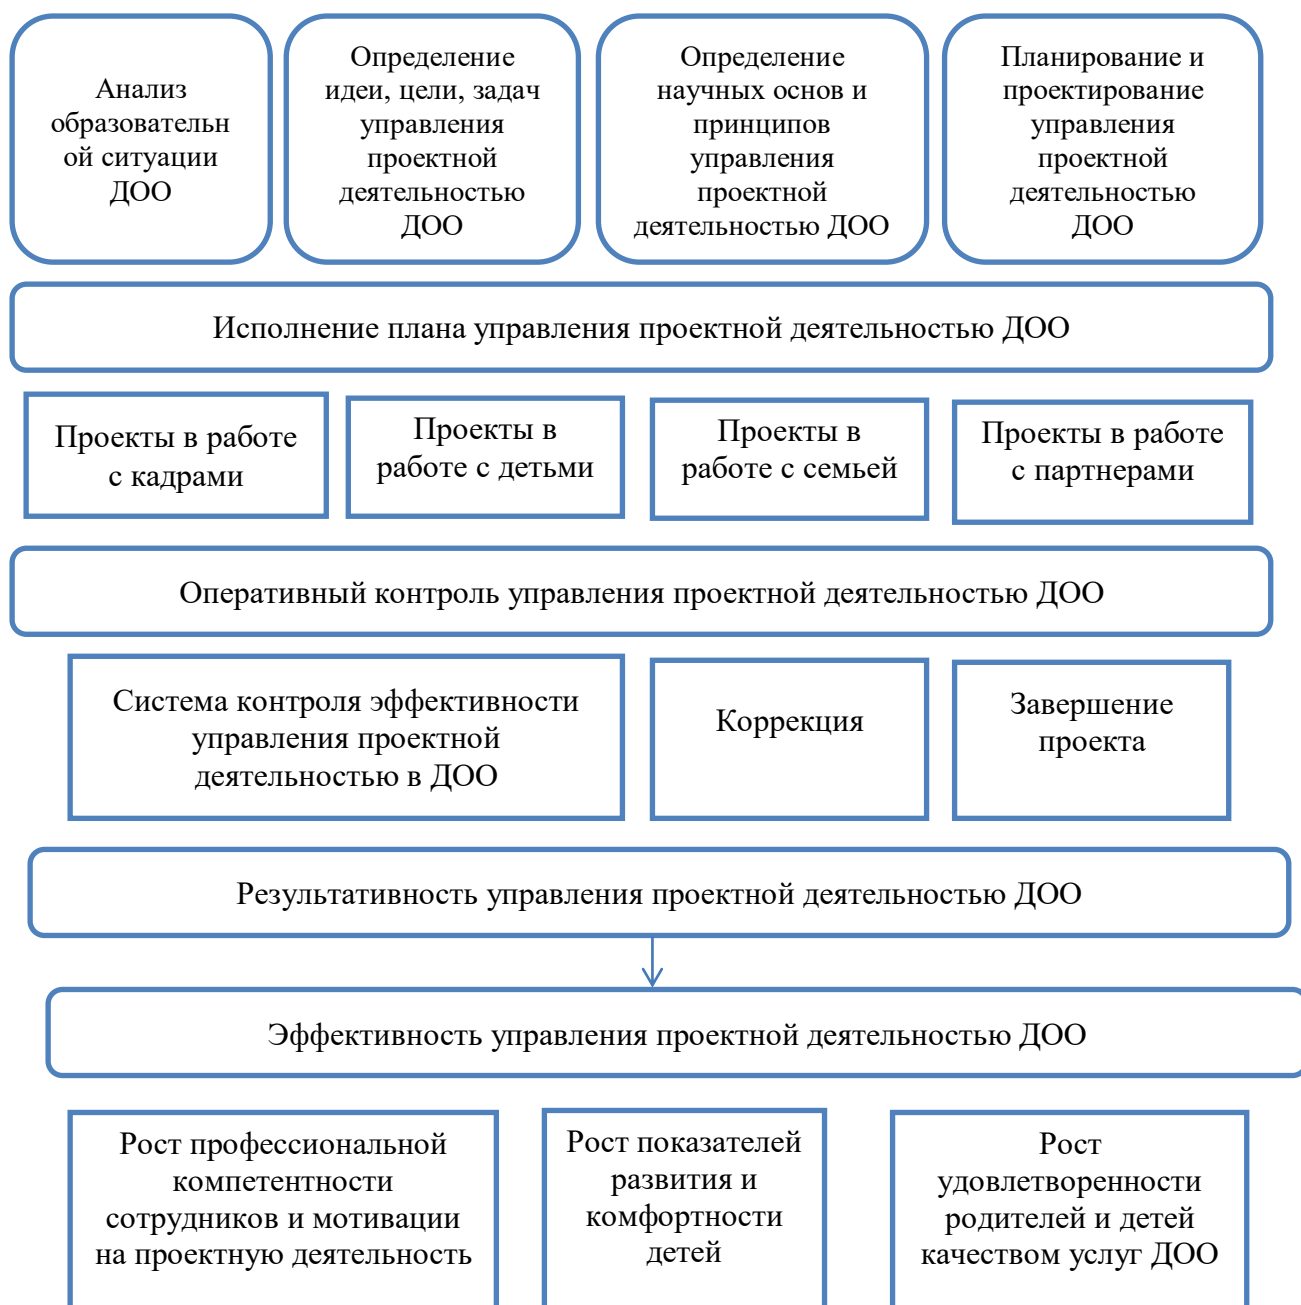 Анализ
образовательн
ой ситуации
ДОО
Определение
идеи, цели, задач
управления
проектной
деятельностью
ДОО
Определение
научных основ и
принципов
управления
проектной
деятельностью ДОО
Планирование и
проектирование
управления
проектной
деятельностью
ДОО
Исполнение плана управления проектной деятельностью ДОО
Проекты в работе
с кадрами
Проекты в
работе с детьми
Проекты в
работе с семьей
Проекты в работе
с партнерами
Оперативный контроль управления проектной деятельностью ДОО
Система контроля эффективности
управления проектной
деятельностью в ДОО
Коррекция
Завершение
проекта
Результативность управления проектной деятельностью ДОО
Эффективность управления проектной деятельностью ДОО
Рост профессиональной
компетентности
сотрудников и мотивации
на проектную деятельность
Рост показателей
развития и
комфортности
детей
Рост
удовлетворенности
родителей и детей
качеством услуг ДОО